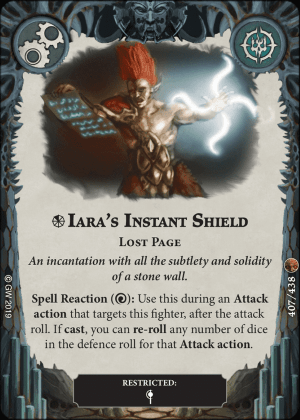 Iara's Instant Shield
Lost Page
An incantation with all the subtlety and solidity
of a stone wall.
Spell Reaction ( ): Use this during an Attack
action that targets this fighter, after the attack
roll. If cast, you can re-roll any number of dice
in the defence roll for that Attack action.
RESTRICTED:
© GW 2019
407/438